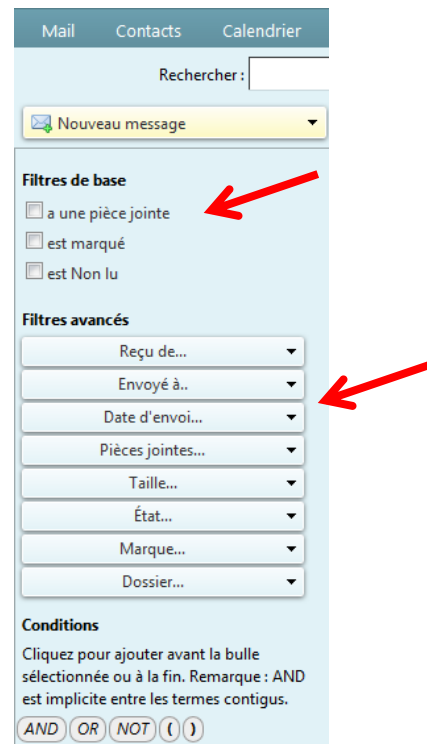 Mail Contacts Calendrier
Rechercher :
Nouveau message
Filtres de base
a une pièce jointe
est marqué
est Non lu
Filtres avancés
Reçu de...
Envoyé à..
Date d'envoi...
Pièces jointes...
Taille...
État...
Marque...
Dossier...
Conditions
Cliquez pour ajouter avant la bulle
sélectionnée ou à la fin. Remarque : AND
est implicite entre les termes contigus.
AND OR NOT ( )